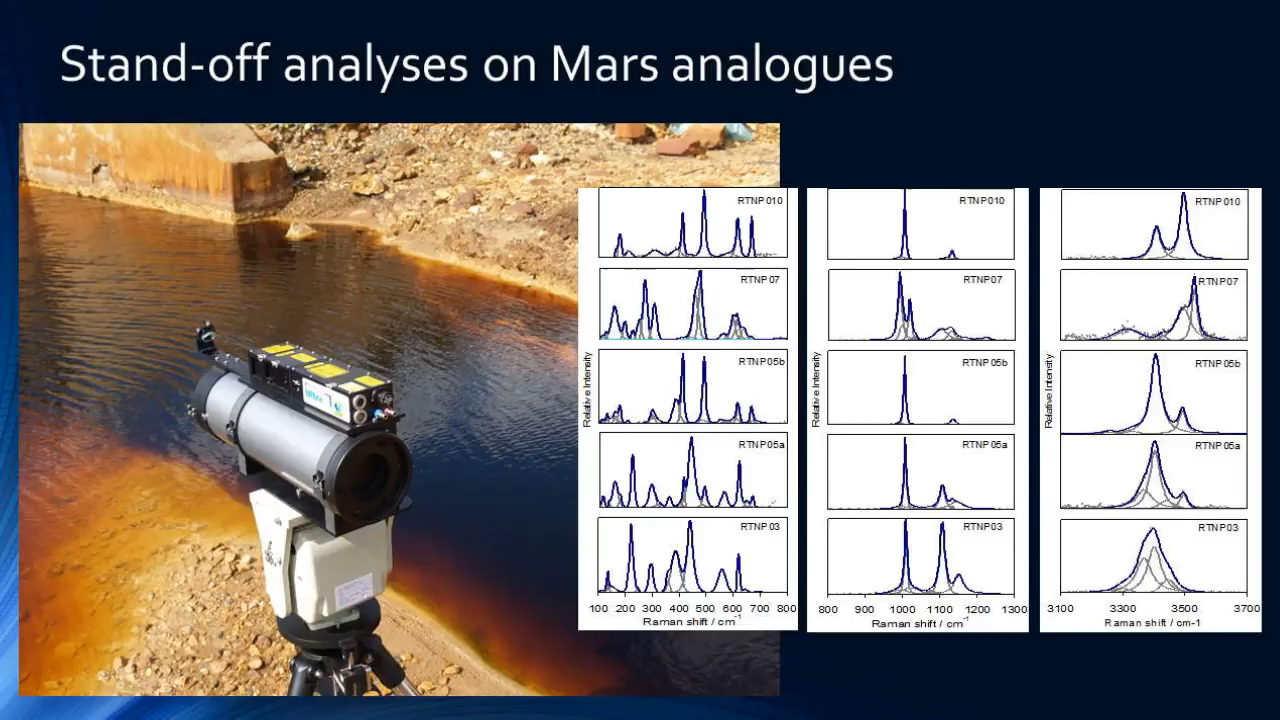 Stand-off analyses on Mars analogues
RTNP010
RTNP07
RTNP05b
RTNP05a
RTNP03
Relative Intensity
100 200 300 400 500 600 700 800
Raman shift / cm-1
RTNP010
RTNP07
RTNP05b
RTNP05a
RTNP03
Relative Intensity
800 900 1000 1100 1200 1300
Raman shift / cm-1
RTNP010
RTNP07
RTNP05b
RTNP05a
RTNP03
Relative Intensity
3100 3300 3500 3700
Raman shift / cm-1